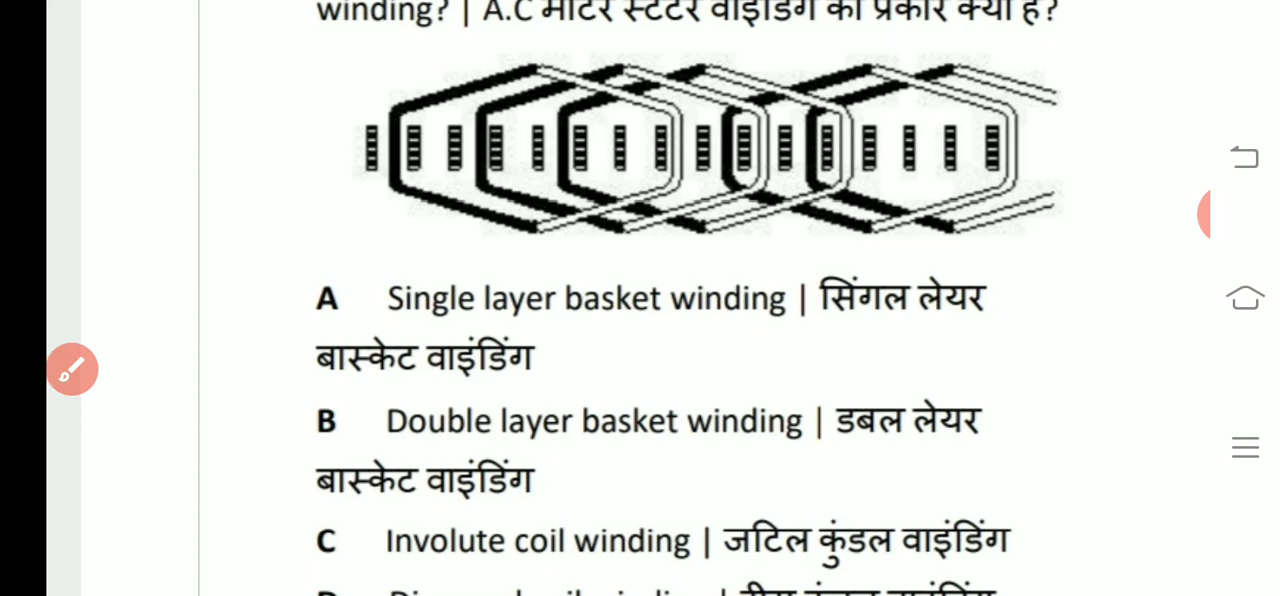 winding? | A.C मोटर स्टेटर वाइंडिंग का प्रकार क्या है?
A Single layer basket winding | सिंगल लेयर
बास्केट वाइंडिंग
B Double layer basket winding | डबल लेयर
बास्केट वाइंडिंग
C Involute coil winding | जटिल कुंडल वाइंडिंग